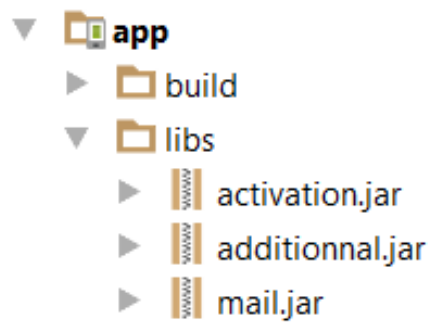 app
build
libs
activation.jar
additionnal.jar
mail.jar